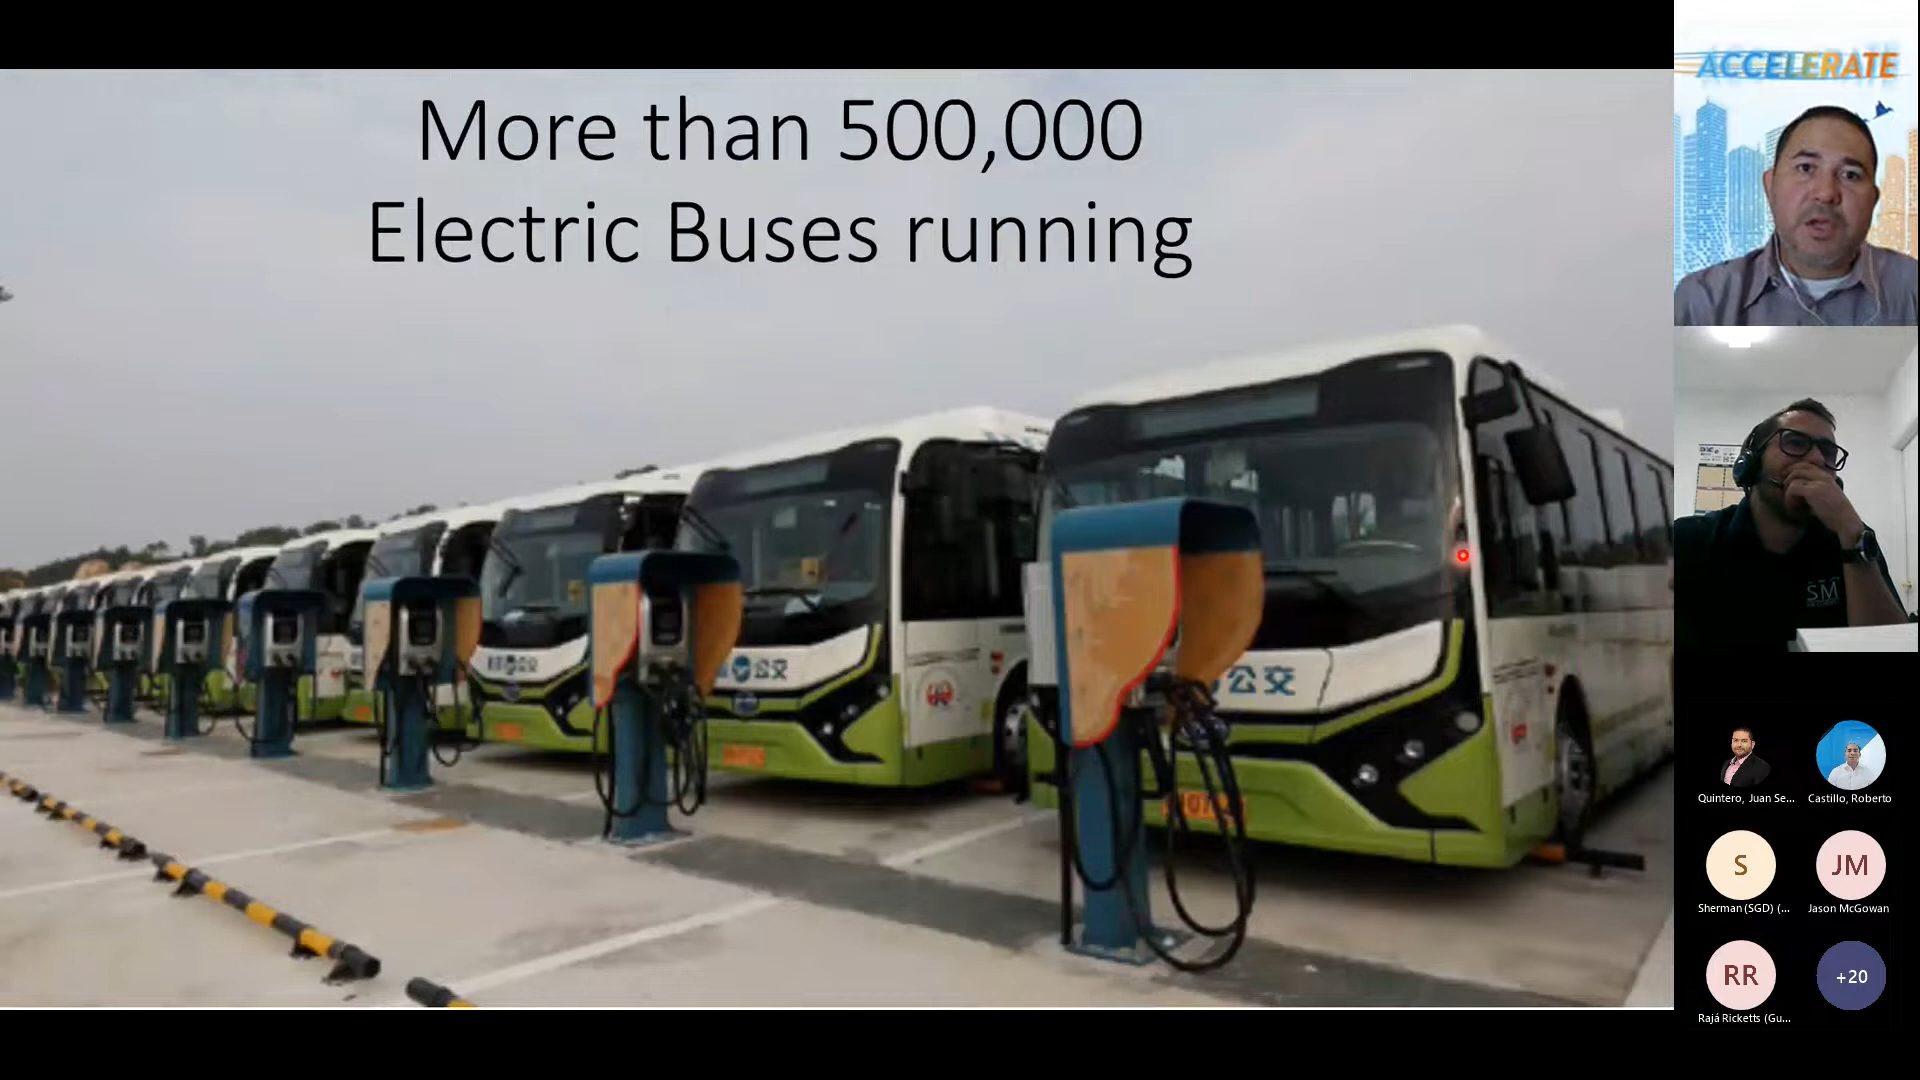 More than 500,000
Electric Buses running
ACCELERATE
公交
公交
SM
Quintero, Juan Se...
Castillo, Roberto
S
JM
Sherman (SGD) (...
Jason McGowan
RR
+20
Rajá Ricketts (Gu...